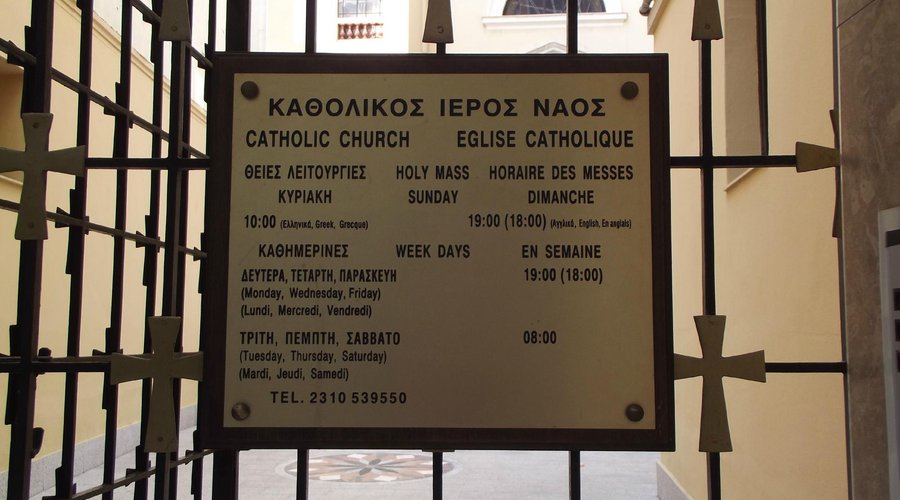 ΚΑΘΟΛΙΚΟΣ ΙΕΡΟΣ ΝΑΟΣ
CATHOLIC CHURCH EGLISE CATHOLIQUE
ΘΕΙΕΣ ΛΕΙΤΟΥΡΓΙΕΣ HOLY MASS HORAIRE DES MESSES
ΚΥΡΙΑΚΗ SUNDAY DIMANCHE
10:00 (Ελληνικά, Greek, Grecque) 19:00 (18:00) (Αγγλικά, English, En anglais)
ΚΑΘΗΜΕΡΙΝΕΣ WEEK DAYS EN SEMAINE
ΔΕΥΤΕΡΑ, ΤΕΤΑΡΤΗ, ΠΑΡΑΣΚΕΥΗ 19:00 (18:00)
(Monday, Wednesday, Friday)
(Lundi, Mercredi, Vendredi)
ΤΡΙΤΗ, ΠΕΜΠΤΗ, ΣΑΒΒΑΤΟ 08:00
(Tuesday, Thursday, Saturday)
(Mardi, Jeudi, Samedi)
TEL. 2310 539550